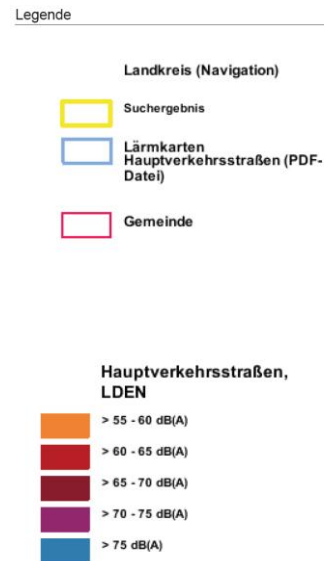 Legende
Landkreis (Navigation)
Suchergebnis
Lärmkarten
Hauptverkehrsstraßen (PDF-
Datei)
Gemeinde
Hauptverkehrsstraßen,
LDEN
> 55 - 60 dB(A)
> 60 - 65 dB(A)
> 65 - 70 dB(A)
> 70 - 75 dB(A)
> 75 dB(A)